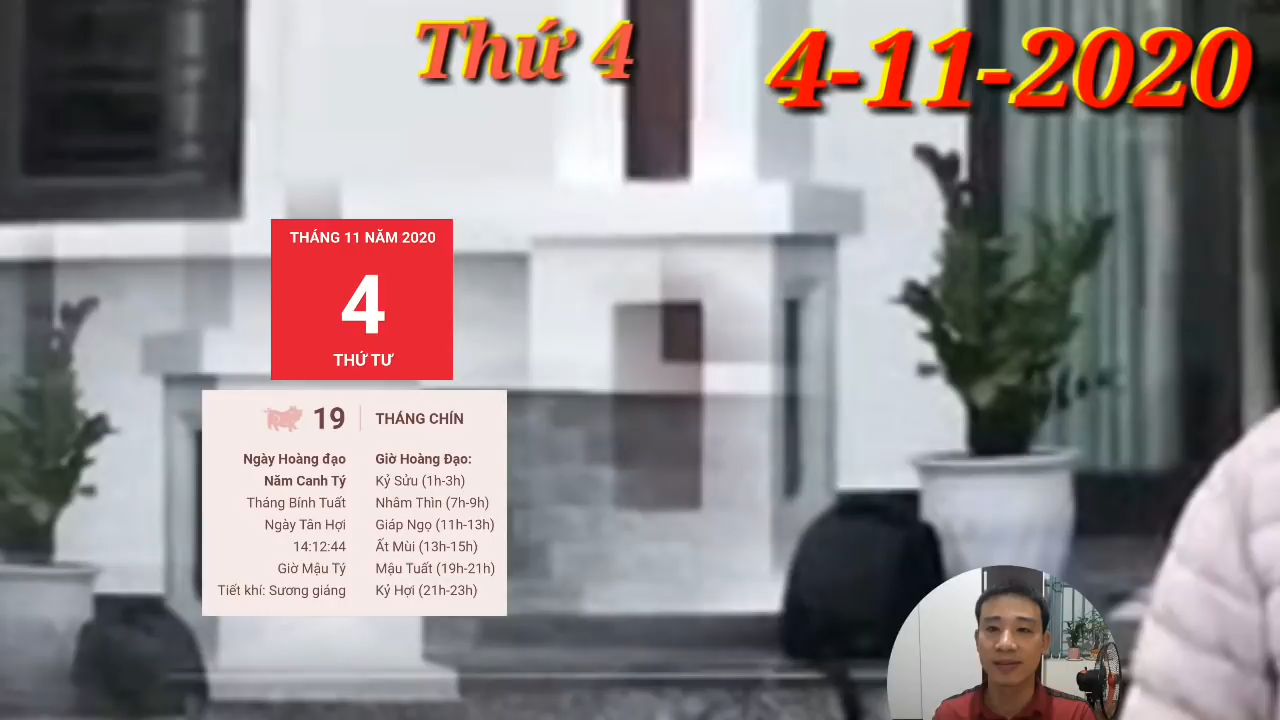 Thứ 4
4-11-2020
THÁNG 11 NĂM 2020
4
THỨ TƯ
19
THÁNG CHÍN
Ngày Hoàng đạo
Năm Canh Tý
Tháng Bính Tuất
Ngày Tân Hợi
14:12:44
Giờ Mậu Tý
Tiết khí: Sương giáng
Giờ Hoàng Đạo:
Kỷ Sửu (1h-3h)
Nhâm Thìn (7h-9h)
Giáp Ngọ (11h-13h)
Ất Mùi (13h-15h)
Mậu Tuất (19h-21h)
Kỷ Hợi (21h-23h)